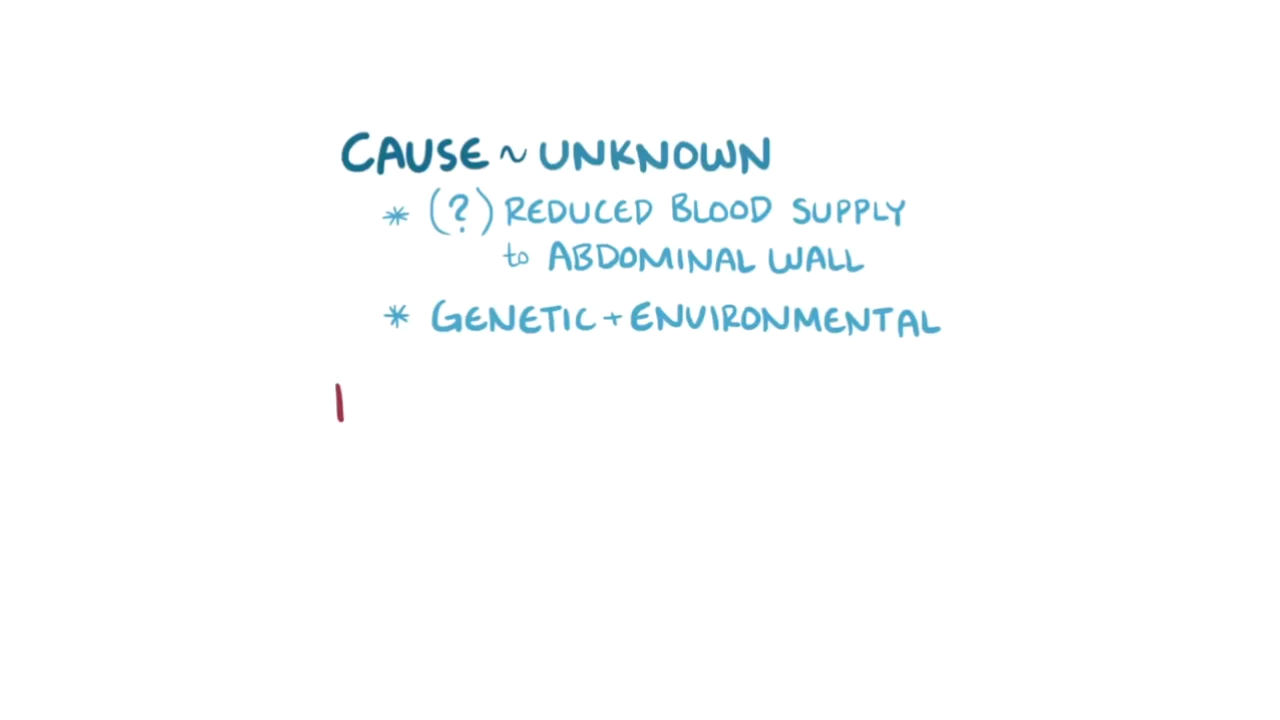 CAUSE ~ UNKNOWN
* (?) REDUCED BLOOD SUPPLY
to ABDOMINAL WALL
* GENETIC + ENVIRONMENTAL